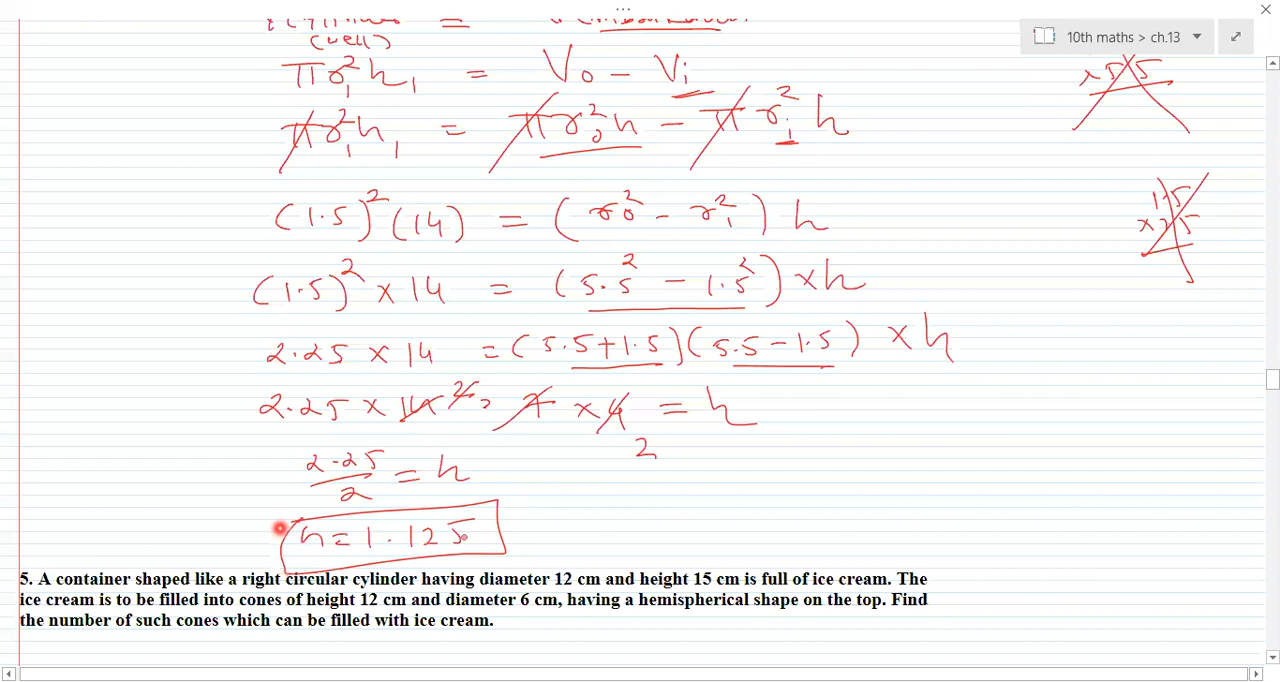 10th maths > ch.13
(well)
πr₁²h₁ = V₀ - Vᵢ
πr₁²h₁ = πr₀²h - πr₁²h
(1.5)²(14) = (r₀² - r₁²)h
(1.5)² × 14 = (5.5² - 1.5²) × h
2.25 × 14 = (5.5+1.5)(5.5-1.5) × h
2.25 × 14 2 = 7 × 4 = h
2
2.25/2 = h
h = 1.125
5. A container shaped like a right circular cylinder having diameter 12 cm and height 15 cm is full of ice cream. The
ice cream is to be filled into cones of height 12 cm and diameter 6 cm, having a hemispherical shape on the top. Find
the number of such cones which can be filled with ice cream.